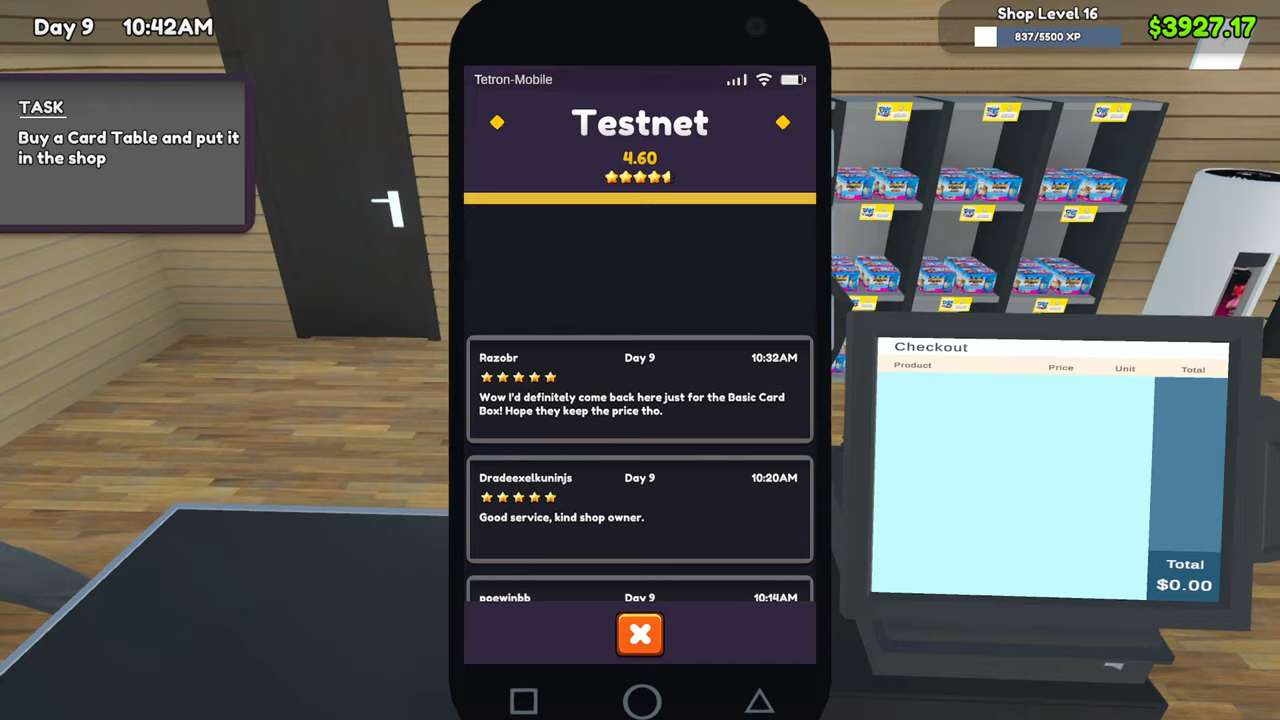 Day 9 10:42AM
Shop Level 16
837/5500 XP
$3927.17
TASK
Buy a Card Table and put it
in the shop
Tetron-Mobile
Testnet
4.60
Razobr Day 9 10:32AM
Wow I'd definitely come back here just for the Basic Card
Box! Hope they keep the price tho.
Dradeexelkuninjs Day 9 10:20AM
Good service, kind shop owner.
poewinbb Day 9 10:14AM
Checkout
Product Price Unit Total
Total
$0.00